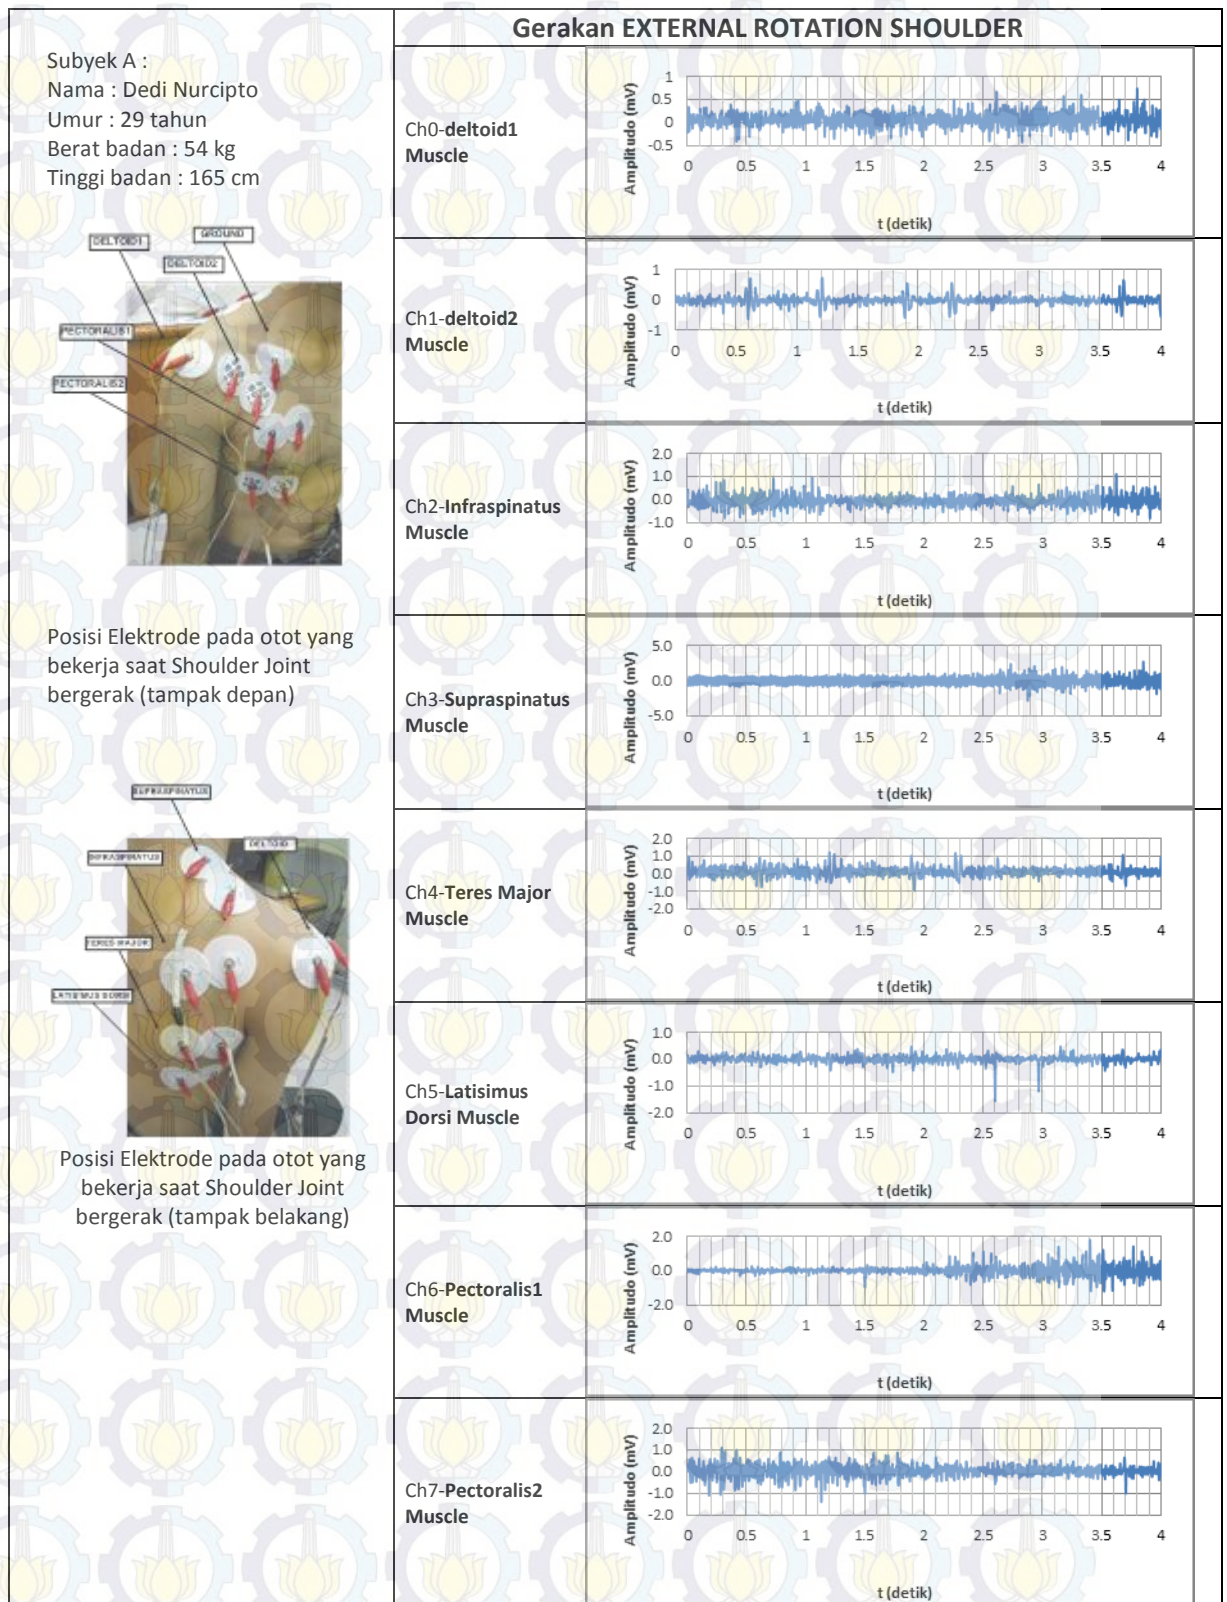 Gerakan EXTERNAL ROTATION SHOULDER
Subyek A :
Nama : Dedi Nurcipto
Umur : 29 tahun
Berat badan : 54 kg
Tinggi badan : 165 cm
DELTOID1
GROUND
DELTOID2
PECTORALIS1
PECTORALIS2
Posisi Elektrode pada otot yang
bekerja saat Shoulder Joint
bergerak (tampak depan)
SUPRASPINATUS
DELTOID
INFRASPINATUS
TERES MAJOR
LATISIMUS DORSI
Posisi Elektrode pada otot yang
bekerja saat Shoulder Joint
bergerak (tampak belakang)
Ch0-deltoid1
Muscle
Amplitudo (mV)
1
0.5
0
-0.5
0 0.5 1 1.5 2 2.5 3 3.5 4
t (detik)
Ch1-deltoid2
Muscle
Amplitudo (mV)
1
0
-1
0 0.5 1 1.5 2 2.5 3 3.5 4
t (detik)
Ch2-Infraspinatus
Muscle
Amplitudo (mV)
2.0
1.0
0.0
-1.0
0 0.5 1 1.5 2 2.5 3 3.5 4
t (detik)
Ch3-Supraspinatus
Muscle
Amplitudo (mV)
5.0
0.0
-5.0
0 0.5 1 1.5 2 2.5 3 3.5 4
t (detik)
Ch4-Teres Major
Muscle
Amplitudo (mV)
2.0
1.0
0.0
-1.0
-2.0
0 0.5 1 1.5 2 2.5 3 3.5 4
t (detik)
Ch5-Latisimus
Dorsi Muscle
Amplitudo (mV)
1.0
0.0
-1.0
-2.0
0 0.5 1 1.5 2 2.5 3 3.5 4
t (detik)
Ch6-Pectoralis1
Muscle
Amplitudo (mV)
2.0
0.0
-2.0
0 0.5 1 1.5 2 2.5 3 3.5 4
t (detik)
Ch7-Pectoralis2
Muscle
Amplitudo (mV)
2.0
1.0
0.0
-1.0
-2.0
0 0.5 1 1.5 2 2.5 3 3.5 4
t (detik)